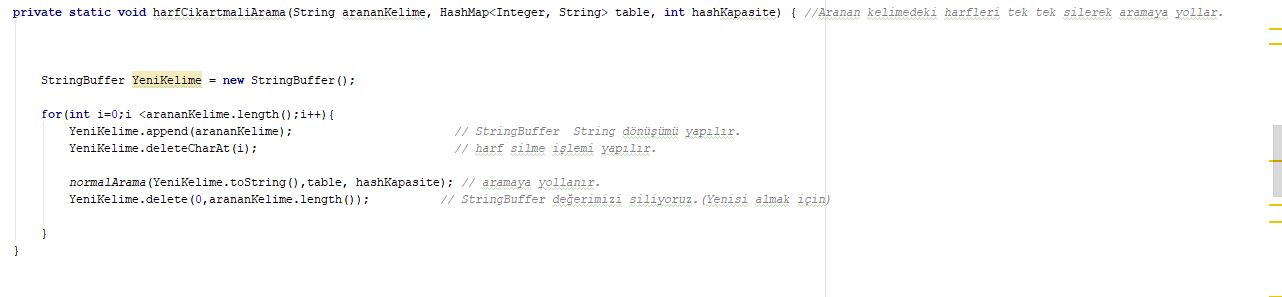 private static void harfCikartmaliArama(String arananKelime, HashMap<Integer, String> table, int hashKapasite) { //Aranan kelimedeki harfleri tek tek silerek aramaya yollar.
StringBuffer YeniKelime = new StringBuffer();
for(int i=0;i <arananKelime.length();i++){
YeniKelime.append(arananKelime); // StringBuffer  String dönüşümü yapılır.
YeniKelime.deleteCharAt(i); // harf silme işlemi yapılır.
normalArama(YeniKelime.toString(),table, hashKapasite); // aramaya yollanır.
YeniKelime.delete(0,arananKelime.length()); // StringBuffer değerimizi siliyoruz.(Yenisi almak için)
}
}